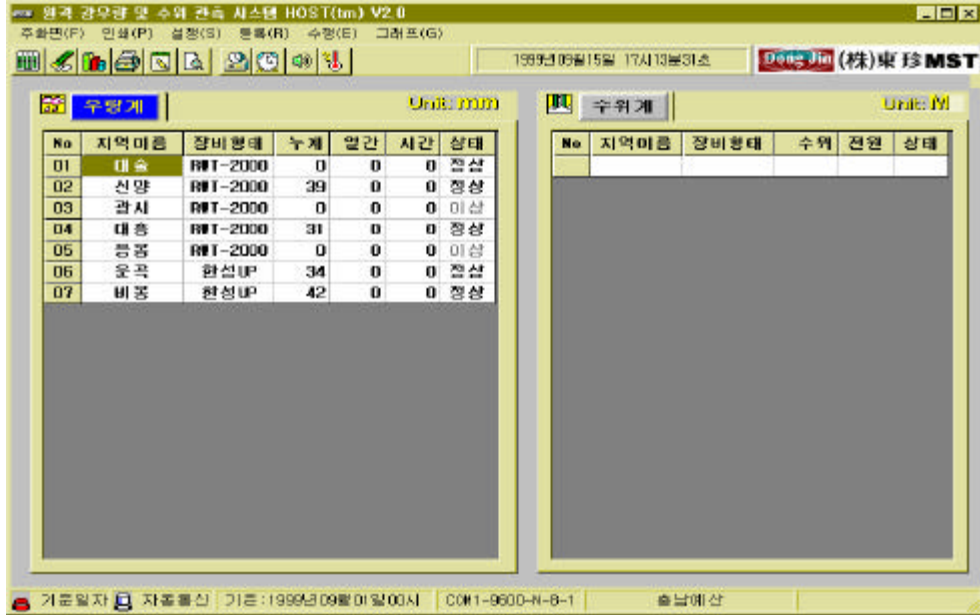 원격 강우량 및 수위 관측 시스템 HOST(tm) V2.0
주화면(F) 인쇄(P) 설정(S) 등록(R) 수행(E) 그래프(G)
1999년09월15일 17시13분31초
Dong Jin (株)東珍MST
우량계 Unit: mm
No 지역이름 장비형태 누계 일간 시간 상태
01 대술 RWT-2000 0 0 0 정상
02 신양 RWT-2000 39 0 0 정상
03 광시 RWT-2000 0 0 0 이상
04 대흥 RWT-2000 31 0 0 정상
05 응봉 RWT-2000 0 0 0 이상
06 운곡 한성UP 34 0 0 정상
07 비봉 한성UP 42 0 0 정상
수위계 Unit: M
No 지역이름 장비형태 수위 전원 상태
기준일자 자동통신 기준:1999년09월01일00시 COM1-9600-N-8-1 충남예산